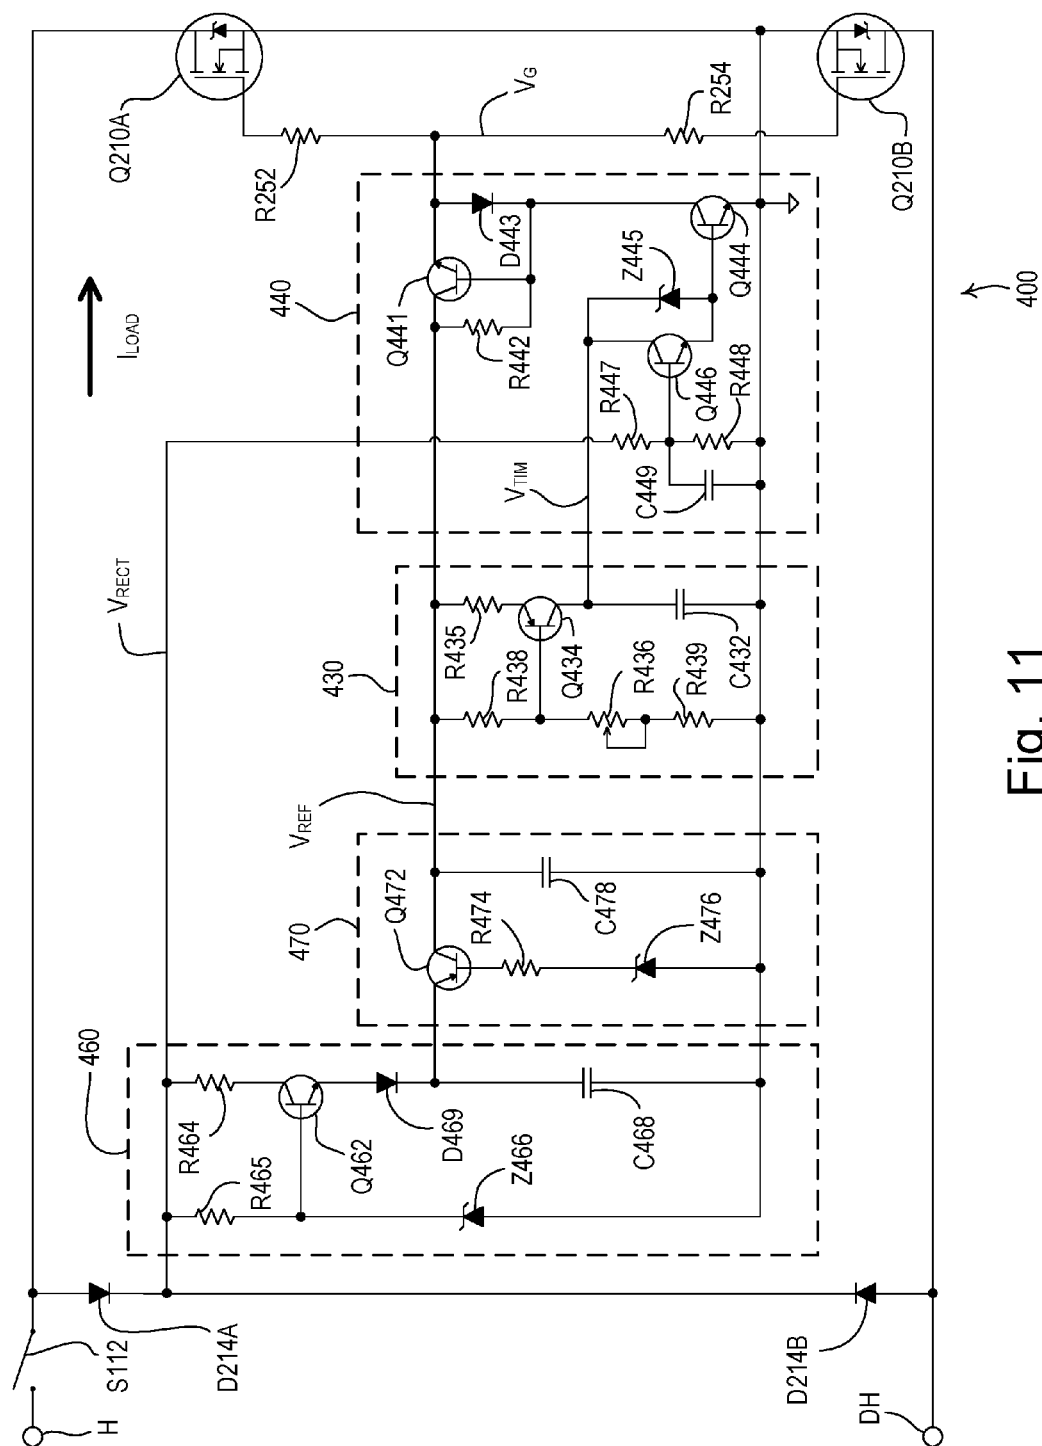 H
S112
D214A
D214B
DH
460
R464
R465
Q462
D469
Z466
C468
470
Q472
R474
C478
Z476
VREF
VRECT
430
R435
R438
Q434
R436
R439
C432
VTIM
440
ILOAD
Q441
R442
D443
Z445
Q444
R447
Q446
R448
C449
Q210A
R252
VG
R254
Q210B
400
Fig. 11